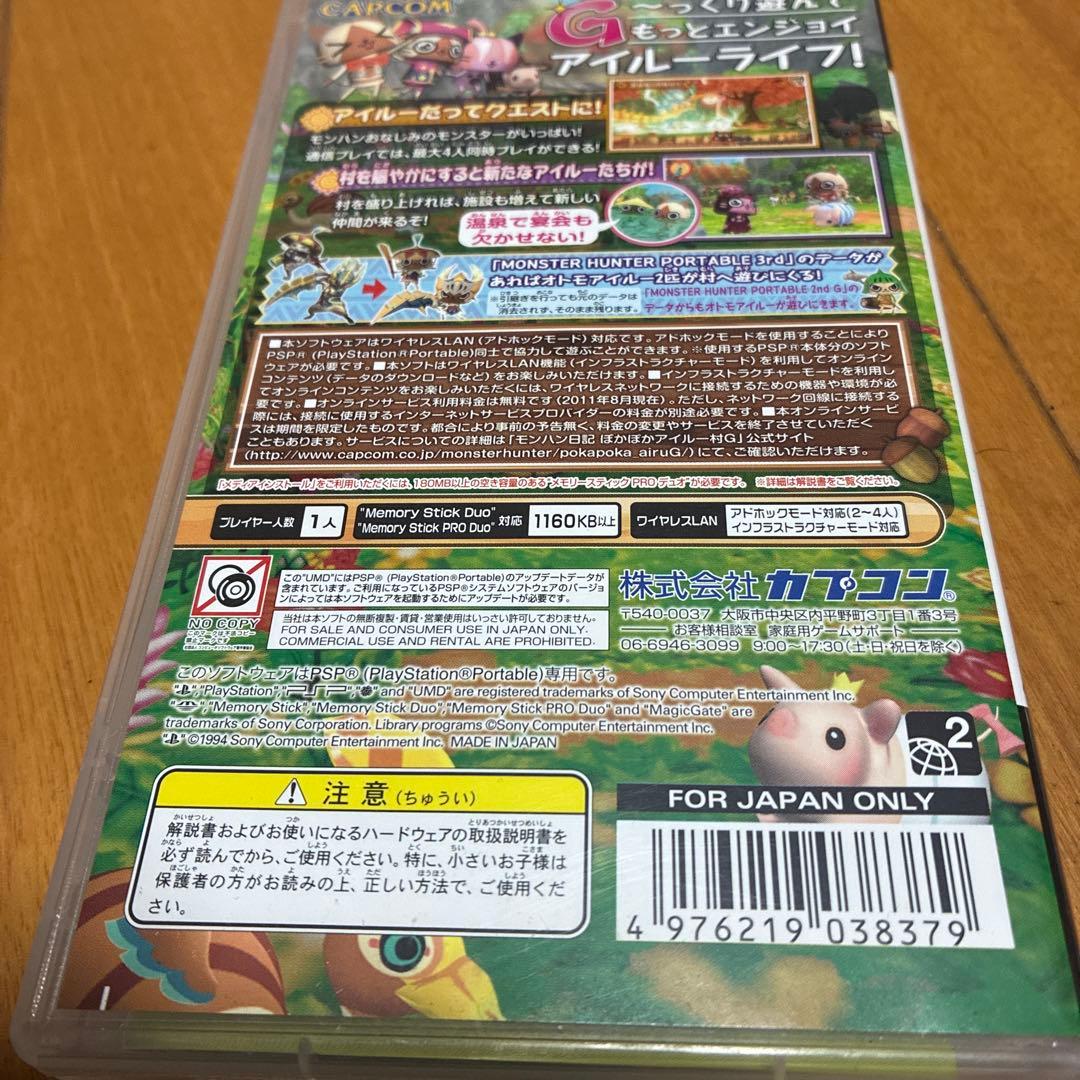 CAPCOM
G~っくり遊んで
もっとエンジョイ
アイルーライフ!
アイルーだってクエストに!
モンハンおなじみのモンスターがいっぱい!
通信プレイでは、最大4人同時プレイができる!
村を賑やかにすると新たなアイルーたちが!
村を盛り上げれば、施設も増えて新しい
仲間が来るぞ!
温泉で宴会も
欠かせない!
「MONSTER HUNTER PORTABLE 3rd」のデータが
あればオトモアイルー2匹が村へ遊びにくる!
※引継ぎを行っても元のデータは
消去されず、そのまま残ります。
「MONSTER HUNTER PORTABLE 2nd G」の
データからもオトモアイルーが遊びにきます。
■本ソフトウェアはワイヤレスLAN(アドホックモード)対応です。アドホックモードを使用することにより
PSP®(PlayStation®Portable)同士で協力して遊ぶことができます。※使用するPSP®本体分のソフト
ウェアが必要です。■本ソフトはワイヤレスLAN機能(インフラストラクチャーモード)を利用してオンライン
コンテンツ(データのダウンロードなど)をお楽しみいただけます。■インフラストラクチャーモードを利用し
てオンラインコンテンツをお楽しみいただくには、ワイヤレスネットワークに接続するための機器や環境が必
要です。■オンラインサービス利用料金は無料です(2011年8月現在)。ただし、ネットワーク回線に接続する
際には、接続に使用するインターネットサービスプロバイダーの料金が別途必要です。■本オンラインサービ
スは期間を限定したものです。都合により事前の予告無く、料金の変更やサービスを終了させていただく
こともあります。サービスについての詳細は「モンハン日記 ぽかぽかアイルー村G」公式サイト
(http://www.capcom.co.jp/monsterhunter/pokapoka_airuG/)にて、ご確認いただけます。
「メディアインストール」をご利用いただくには、180MB以上の空き容量のある"メモリースティック PRO デュオ"が必要です。 ※詳細は解説書をご覧ください。
プレイヤー人数 1人
"Memory Stick Duo"
"Memory Stick PRO Duo" 対応 1160KB以上
ワイヤレスLAN
アドホックモード対応(2~4人)
インフラストラクチャーモード対応
NO COPY
この"UMD"にはPSP®(PlayStation®Portable)のアップデートデータが
含まれています。ご利用になっているPSP®システムソフトウェアのバージョ
ンによっては本ソフトウェアを起動するためにアップデートが必要です。
当社は本ソフトの無断複製・賃貸・営業使用はいっさい許可しておりません。
FOR SALE AND CONSUMER USE IN JAPAN ONLY.
COMMERCIAL USE AND RENTAL ARE PROHIBITED.
株式会社 カプコン®
〒540-0037 大阪市中央区内平野町3丁目1番3号
お客様相談室 家庭用ゲームサポート
06-6946-3099 9:00~17:30(土・日・祝日を除く)
このソフトウェアはPSP®(PlayStation®Portable)専用です。
" ","PlayStation","PSP"," " and "UMD" are registered trademarks of Sony Computer Entertainment Inc.
" ","Memory Stick","Memory Stick Duo","Memory Stick PRO Duo" and "MagicGate" are
trademarks of Sony Corporation. Library programs ©Sony Computer Entertainment Inc.
" "©1994 Sony Computer Entertainment Inc. MADE IN JAPAN
2
注意(ちゅうい)
解説書およびお使いになるハードウェアの取扱説明書を
必ず読んでから、ご使用ください。特に、小さいお子様は
保護者の方がお読みの上、正しい方法で、ご使用くだ
さい。
FOR JAPAN ONLY
4 976219 038379